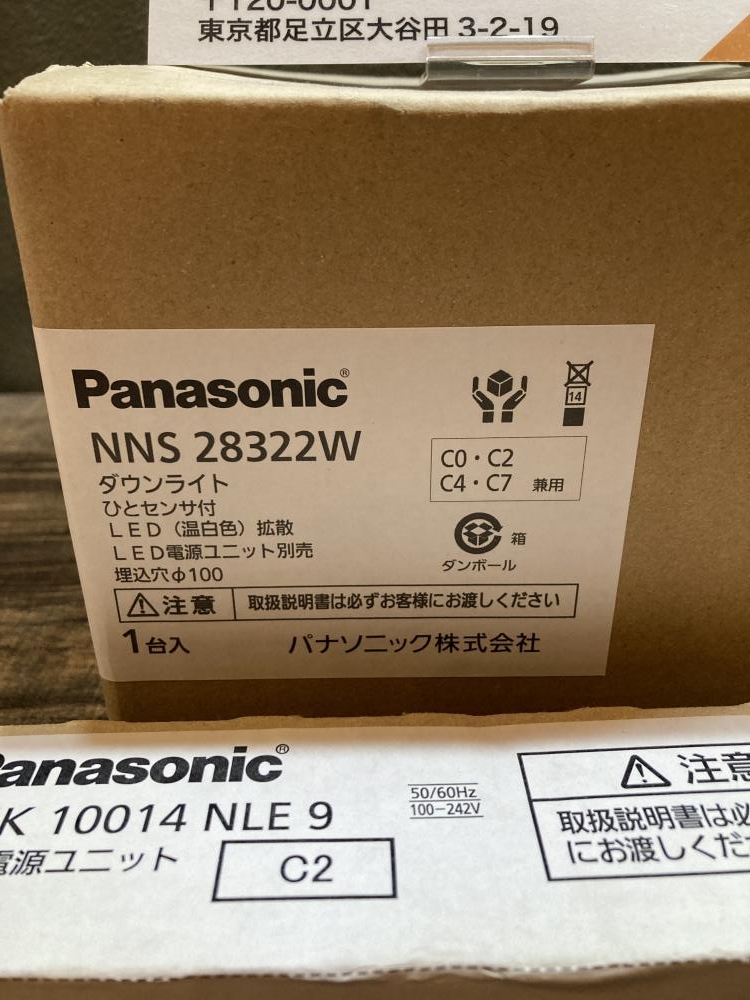 〒120-0001
東京都足立区大谷田 3-2-19
Panasonic®
NNS 28322W
ダウンライト
ひとセンサ付
LED（温白色）拡散
LED電源ユニット別売
埋込穴φ100
14
C0・C2
C4・C7 兼用
箱
ダンボール
注意 取扱説明書は必ずお客様にお渡しください
1台入 パナソニック株式会社
Panasonic®
K 10014 NLE 9
電源ユニット
C2
50/60Hz
100-242V
注意
取扱説明書は必
にお渡しくだ